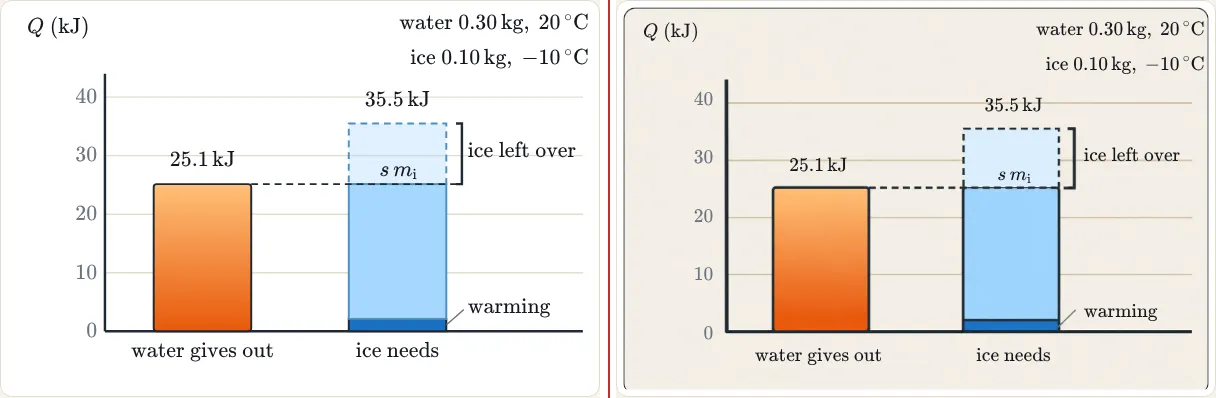 Q (kJ)
water 0.30 kg, 20 °C
ice 0.10 kg, −10 °C
40
35.5 kJ
30
25.1 kJ
ice left over
s mᵢ
20
10
warming
0
water gives out
ice needs
Q (kJ)
water 0.30 kg, 20 °C
ice 0.10 kg, −10 °C
40
35.5 kJ
30
25.1 kJ
ice left over
s mᵢ
20
10
warming
0
water gives out
ice needs